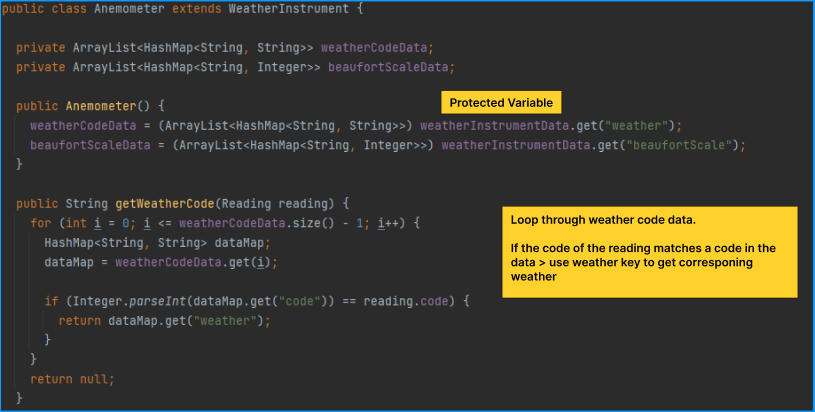 public class Anemometer extends WeatherInstrument {
private ArrayList<HashMap<String, String>> weatherCodeData;
private ArrayList<HashMap<String, Integer>> beaufortScaleData;
Protected Variable
public Anemometer() {
weatherCodeData = (ArrayList<HashMap<String, String>>) weatherInstrumentData.get("weather");
beaufortScaleData = (ArrayList<HashMap<String, Integer>>) weatherInstrumentData.get("beaufortScale");
}
public String getWeatherCode(Reading reading) {
for (int i = 0; i <= weatherCodeData.size() - 1; i++) {
HashMap<String, String> dataMap;
dataMap = weatherCodeData.get(i);
if (Integer.parseInt(dataMap.get("code")) == reading.code) {
return dataMap.get("weather");
}
}
return null;
}
Loop through weather code data.
If the code of the reading matches a code in the
data > use weather key to get corresponing
weather